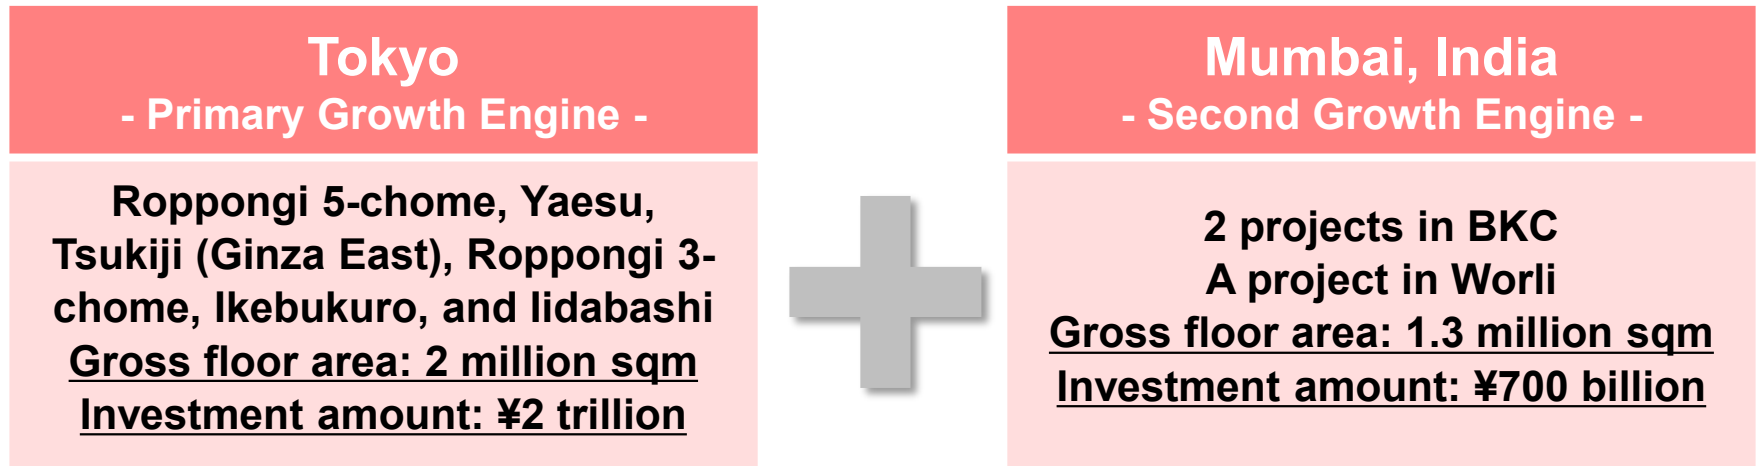 Tokyo
- Primary Growth Engine -
Roppongi 5-chome, Yaesu,
Tsukiji (Ginza East), Roppongi 3-
chome, Ikebukuro, and Iidabashi
Gross floor area: 2 million sqm
Investment amount: ¥2 trillion
Mumbai, India
- Second Growth Engine -
2 projects in BKC
A project in Worli
Gross floor area: 1.3 million sqm
Investment amount: ¥700 billion